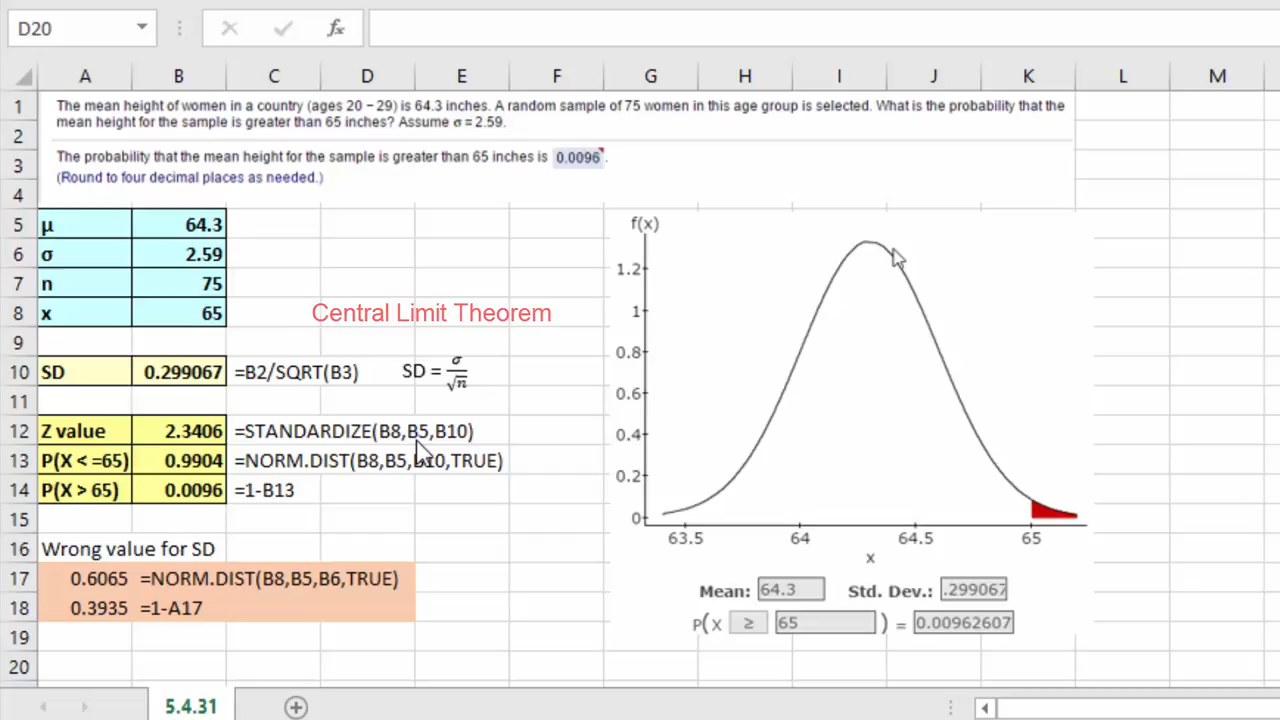 D20 fx
A B C D E F G H I J K L M
1 The mean height of women in a country (ages 20 – 29) is 64.3 inches. A random sample of 75 women in this age group is selected. What is the probability that the
2 mean height for the sample is greater than 65 inches? Assume σ = 2.59.
3 The probability that the mean height for the sample is greater than 65 inches is 0.0096.
(Round to four decimal places as needed.)
4
5 μ 64.3
6 σ 2.59
7 n 75
8 x 65 Central Limit Theorem
9
10 SD 0.299067 =B2/SQRT(B3) SD = σ/√n
11
12 Z value 2.3406 =STANDARDIZE(B8,B5,B10)
13 P(X < =65) 0.9904 =NORM.DIST(B8,B5,B10,TRUE)
14 P(X > 65) 0.0096 =1-B13
15
16 Wrong value for SD
17 0.6065 =NORM.DIST(B8,B5,B6,TRUE)
18 0.3935 =1-A17
19
20
f(x)
1.2
1
0.8
0.6
0.4
0.2
0
63.5 64 64.5 65
x
Mean: 64.3 Std. Dev.: .299067
P(X ≥ 65 ) = 0.00962607
5.4.31